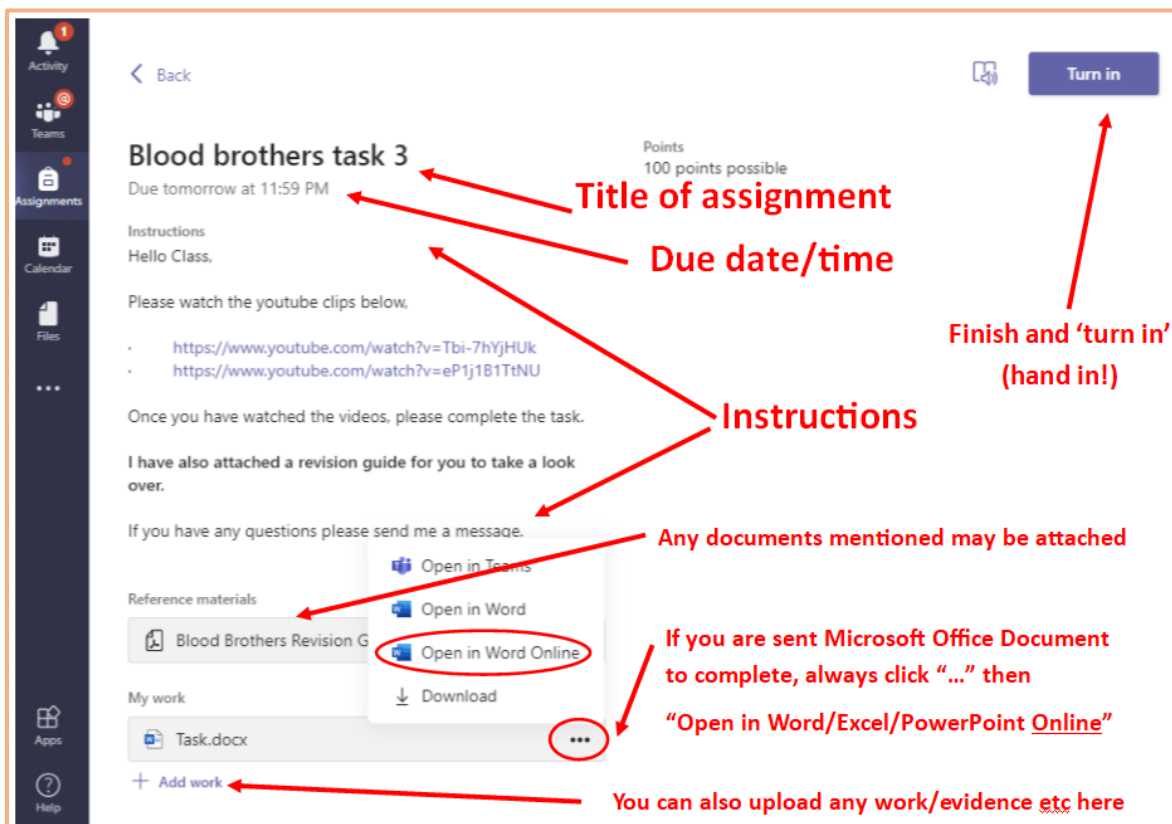 1
Activity
@
Teams
Assignments
Calendar
Files
Apps
Help
Back
Turn in
Blood brothers task 3
Due tomorrow at 11:59 PM
Points
100 points possible
Title of assignment
Due date/time
Instructions
Hello Class,
Please watch the youtube clips below,
· https://www.youtube.com/watch?v=Tbi-7hYjHUk
· https://www.youtube.com/watch?v=eP1j1B1TtNU
Finish and ‘turn in’
(hand in!)
Once you have watched the videos, please complete the task.
Instructions
I have also attached a revision guide for you to take a look
over.
If you have any questions please send me a message.
Any documents mentioned may be attached
Open in Teams
Open in Word
Open in Word Online
Download
Reference materials
Blood Brothers Revision G
If you are sent Microsoft Office Document
to complete, always click “...” then
“Open in Word/Excel/PowerPoint Online”
My work
Task.docx
+ Add work
You can also upload any work/evidence etc here